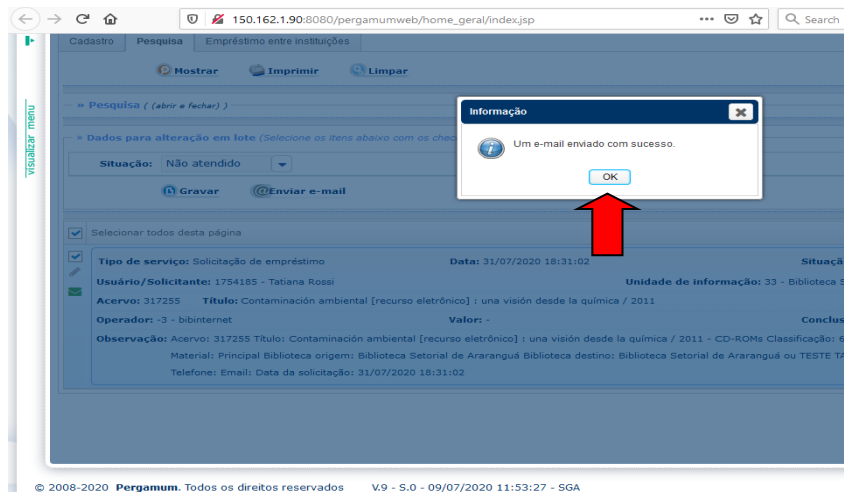 150.162.1.90:8080/pergamumweb/home_geral/index.jsp
Search
Cadastro Pesquisa Empréstimo entre instituições
Mostrar Imprimir Limpar
visualizar menu
» Pesquisa ( (abrir e fechar) )
Informação
Um e-mail enviado com sucesso.
OK
» Dados para alteração em lote (Selecione os itens abaixo com os chec
Situação: Não atendido
Gravar @Enviar e-mail
Selecionar todos desta página
Tipo de serviço: Solicitação de empréstimo Data: 31/07/2020 18:31:02 Situaçã
Usuário/Solicitante: 1754185 - Tatiana Rossi Unidade de informação: 33 - Biblioteca S
Acervo: 317255 Título: Contaminación ambiental [recurso eletrônico] : una visión desde la química / 2011
Operador: -3 - bibinternet Valor: - Conclus
Observação: Acervo: 317255 Título: Contaminación ambiental [recurso eletrônico] : una visión desde la química / 2011 - CD-ROMs Classificação: 6
Material: Principal Biblioteca origem: Biblioteca Setorial de Araranguá Biblioteca destino: Biblioteca Setorial de Araranguá ou TESTE TA
Telefone: Email: Data da solicitação: 31/07/2020 18:31:02
© 2008-2020 Pergamum. Todos os direitos reservados V.9 - S.0 - 09/07/2020 11:53:27 - SGA